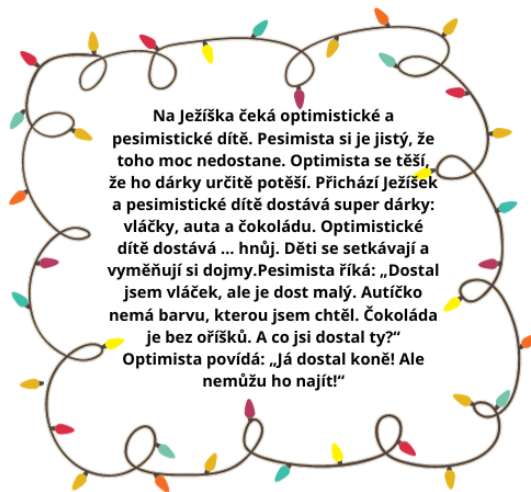 Na Ježíška čeká optimistické a
pesimistické dítě. Pesimista si je jistý, že
toho moc nedostane. Optimista se těší,
že ho dárky určitě potěší. Přichází Ježíšek
a pesimistické dítě dostává super dárky:
vláčky, auta a čokoládu. Optimistické
dítě dostává ... hnůj. Děti se setkávají a
vyměňují si dojmy.Pesimista říká: „Dostal
jsem vláček, ale je dost malý. Autíčko
nemá barvu, kterou jsem chtěl. Čokoláda
je bez oříšků. A co jsi dostal ty?“
Optimista povídá: „Já dostal koně! Ale
nemůžu ho najít!“